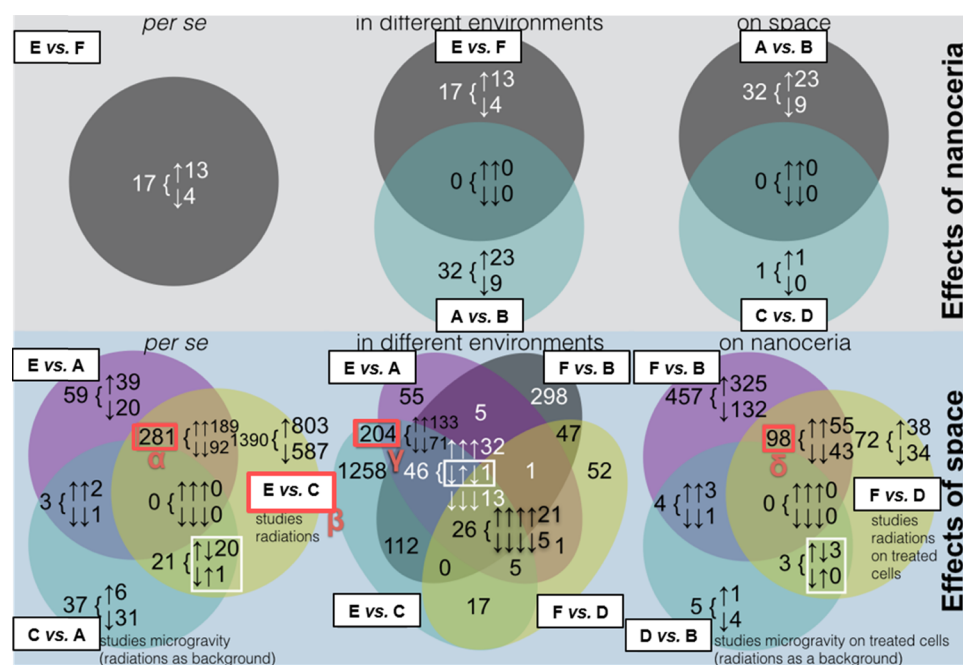 per se
in different environments
on space
E vs. F
E vs. F
A vs. B
17 { ↑13
↓4
17 { ↑13
↓4
32 { ↑23
↓9
0 { ↑↑0
↓↓0
0 { ↑↑0
↓↓0
32 { ↑23
↓9
1 { ↑1
↓0
A vs. B
C vs. D
Effects of nanoceria
per se
in different environments
on nanoceria
E vs. A
59 { ↑39
↓20
281 { ↑↑189
↓↓92
α
1390 { ↑803
↓587
3 { ↑↑2
↓↓1
0 { ↑↑↑0
↓↓↓0
E vs. C
β
studies
radiations
21 { ↑↓20
↓↑1
37 { ↑6
↓31
C vs. A
studies microgravity
(radiations as background)
E vs. A
F vs. B
55
5
298
47
204 { ↑↑133
↓↓71
γ
1258
46 { ↑↑↑32
↓↑↓1
↓↓↓13
1
52
26 { ↑↑↑↑21
↓↓↓↓5
1
112
0
5
17
E vs. C
F vs. D
F vs. B
457 { ↑325
↓132
98 { ↑↑55
↓↓43
δ
72 { ↑38
↓34
4 { ↑↑3
↓↓1
0 { ↑↑↑0
↓↓↓0
F vs. D
studies
radiations
on treated
cells
3 { ↑↓3
↓↑0
5 { ↑1
↓4
D vs. B
studies microgravity on treated cells
(radiations as a background)
Effects of space